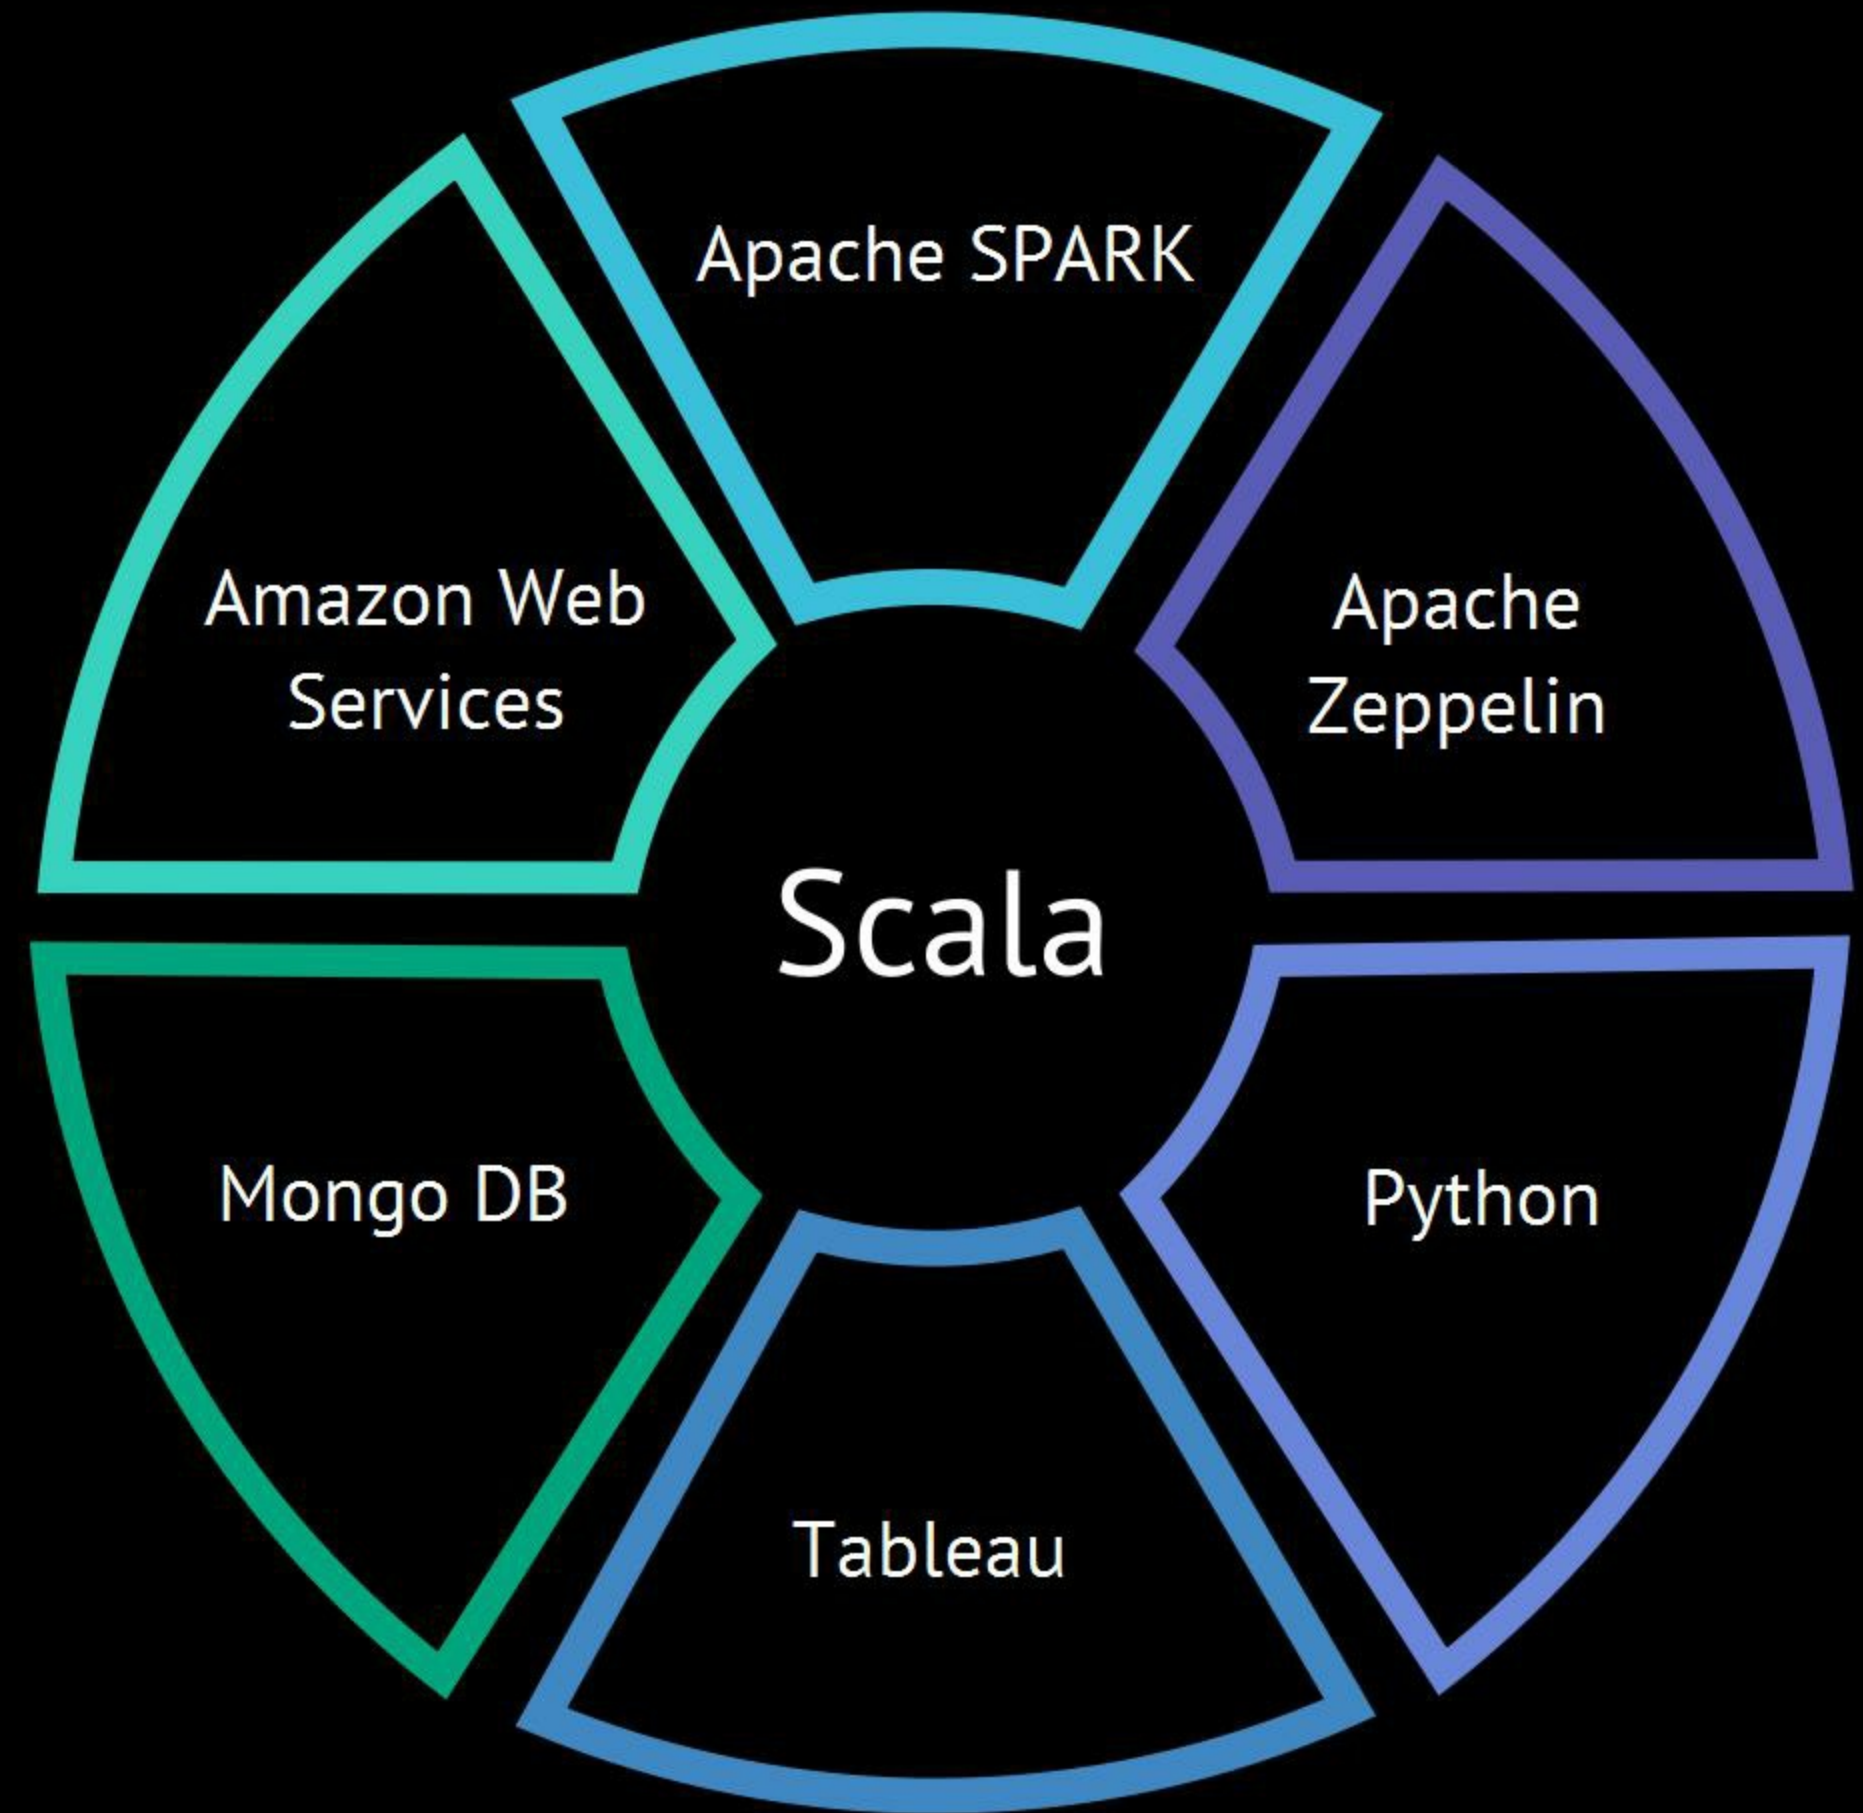 Apache SPARK
Amazon Web
Services
Apache
Zeppelin
Scala
Mongo DB
Python
Tableau